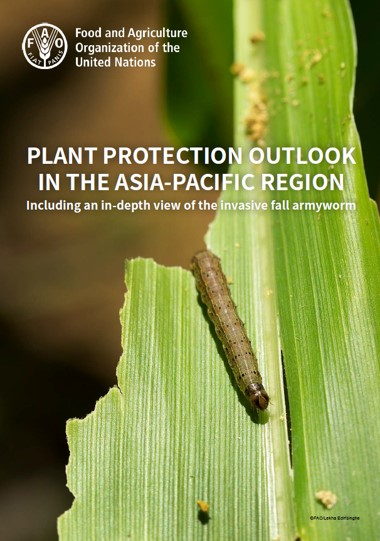 Food and Agriculture
Organization of the
United Nations
PLANT PROTECTION OUTLOOK
IN THE ASIA-PACIFIC REGION
Including an in-depth view of the invasive fall armyworm